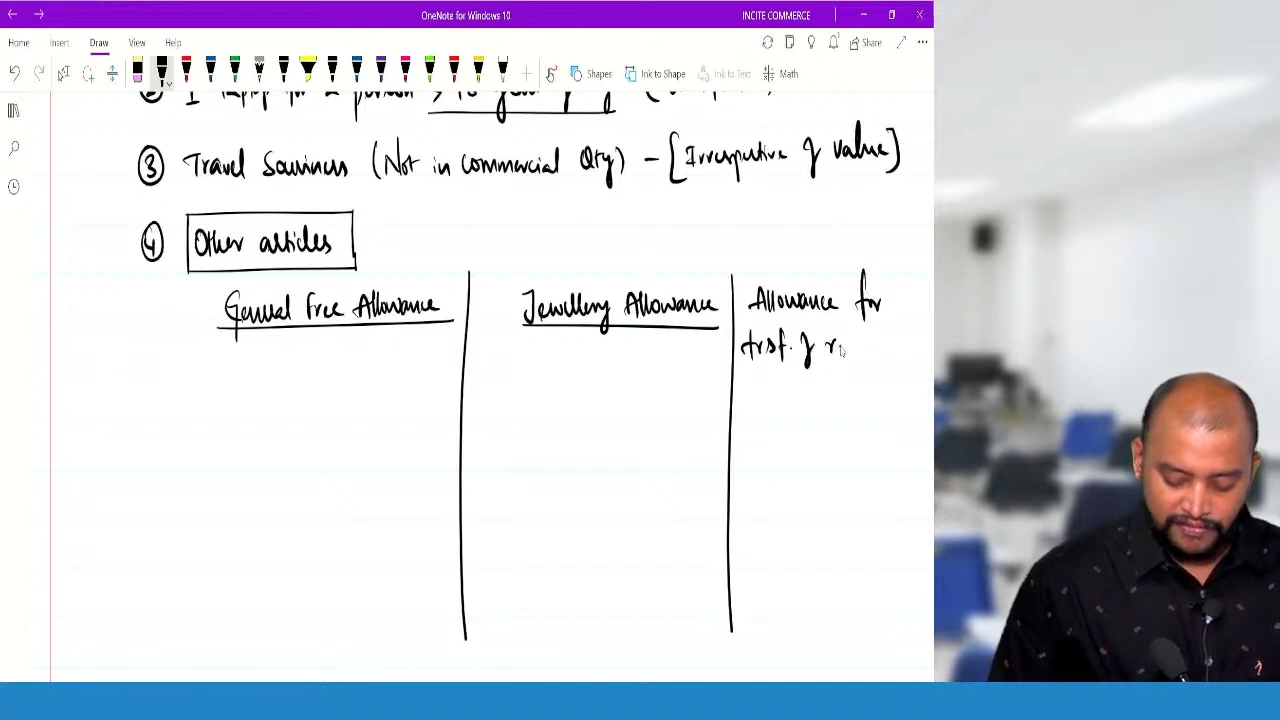 OneNote for Windows 10
INCITE COMMERCE
Home Insert Draw View Help
Share
Shapes Ink to Shape Ink to Text Math
③ Travel Souviners (Not in commercial Qty) - [Irrespective of value]
④ Other articles
General Free Allowance
Jewellery Allowance
Allowance for
trsf. of r